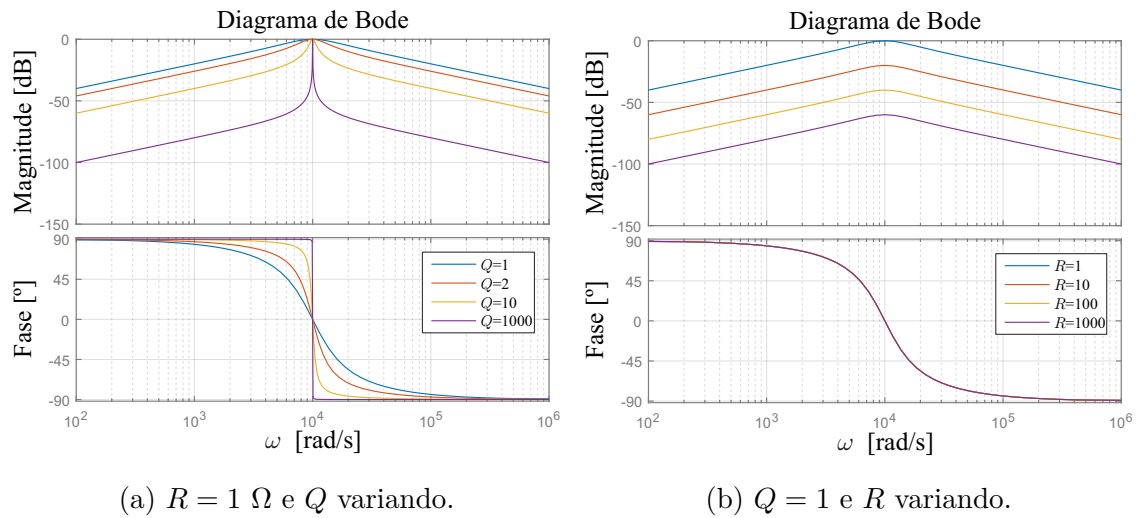 Diagrama de Bode
Magnitude [dB]
0
-50
-100
-150
Fase [º]
90
45
0
-45
-90
Q=1
Q=2
Q=10
Q=1000
10² 10³ 10⁴ 10⁵ 10⁶
ω [rad/s]
(a) R = 1 Ω e Q variando.
Diagrama de Bode
Magnitude [dB]
0
-50
-100
-150
Fase [º]
90
45
0
-45
-90
R=1
R=10
R=100
R=1000
10² 10³ 10⁴ 10⁵ 10⁶
ω [rad/s]
(b) Q = 1 e R variando.